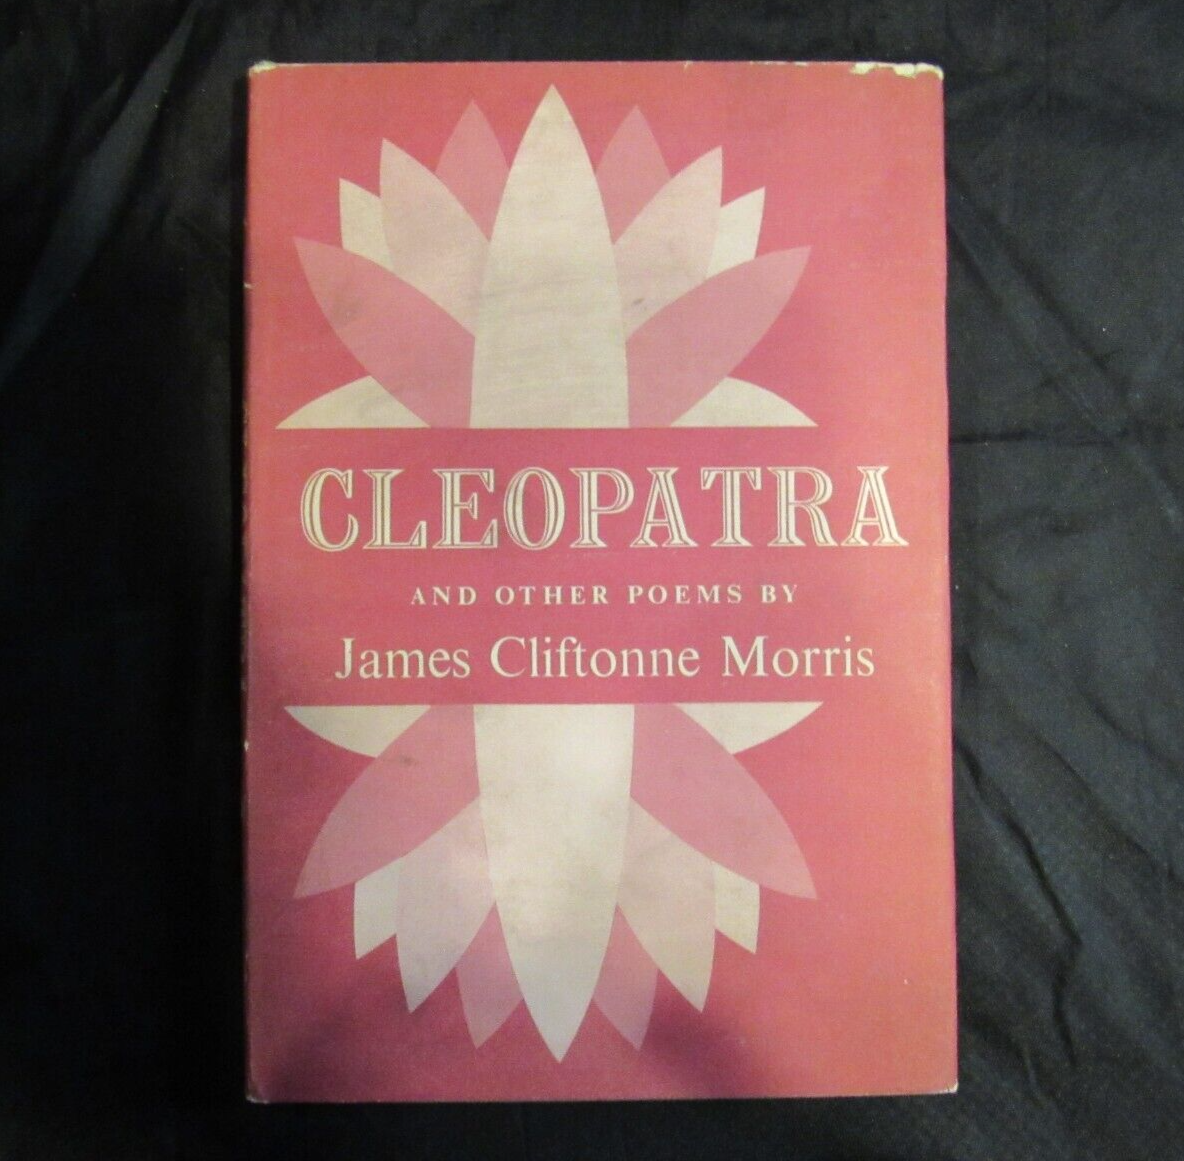 CLEOPATRA
AND OTHER POEMS BY
James Cliftonne Morris